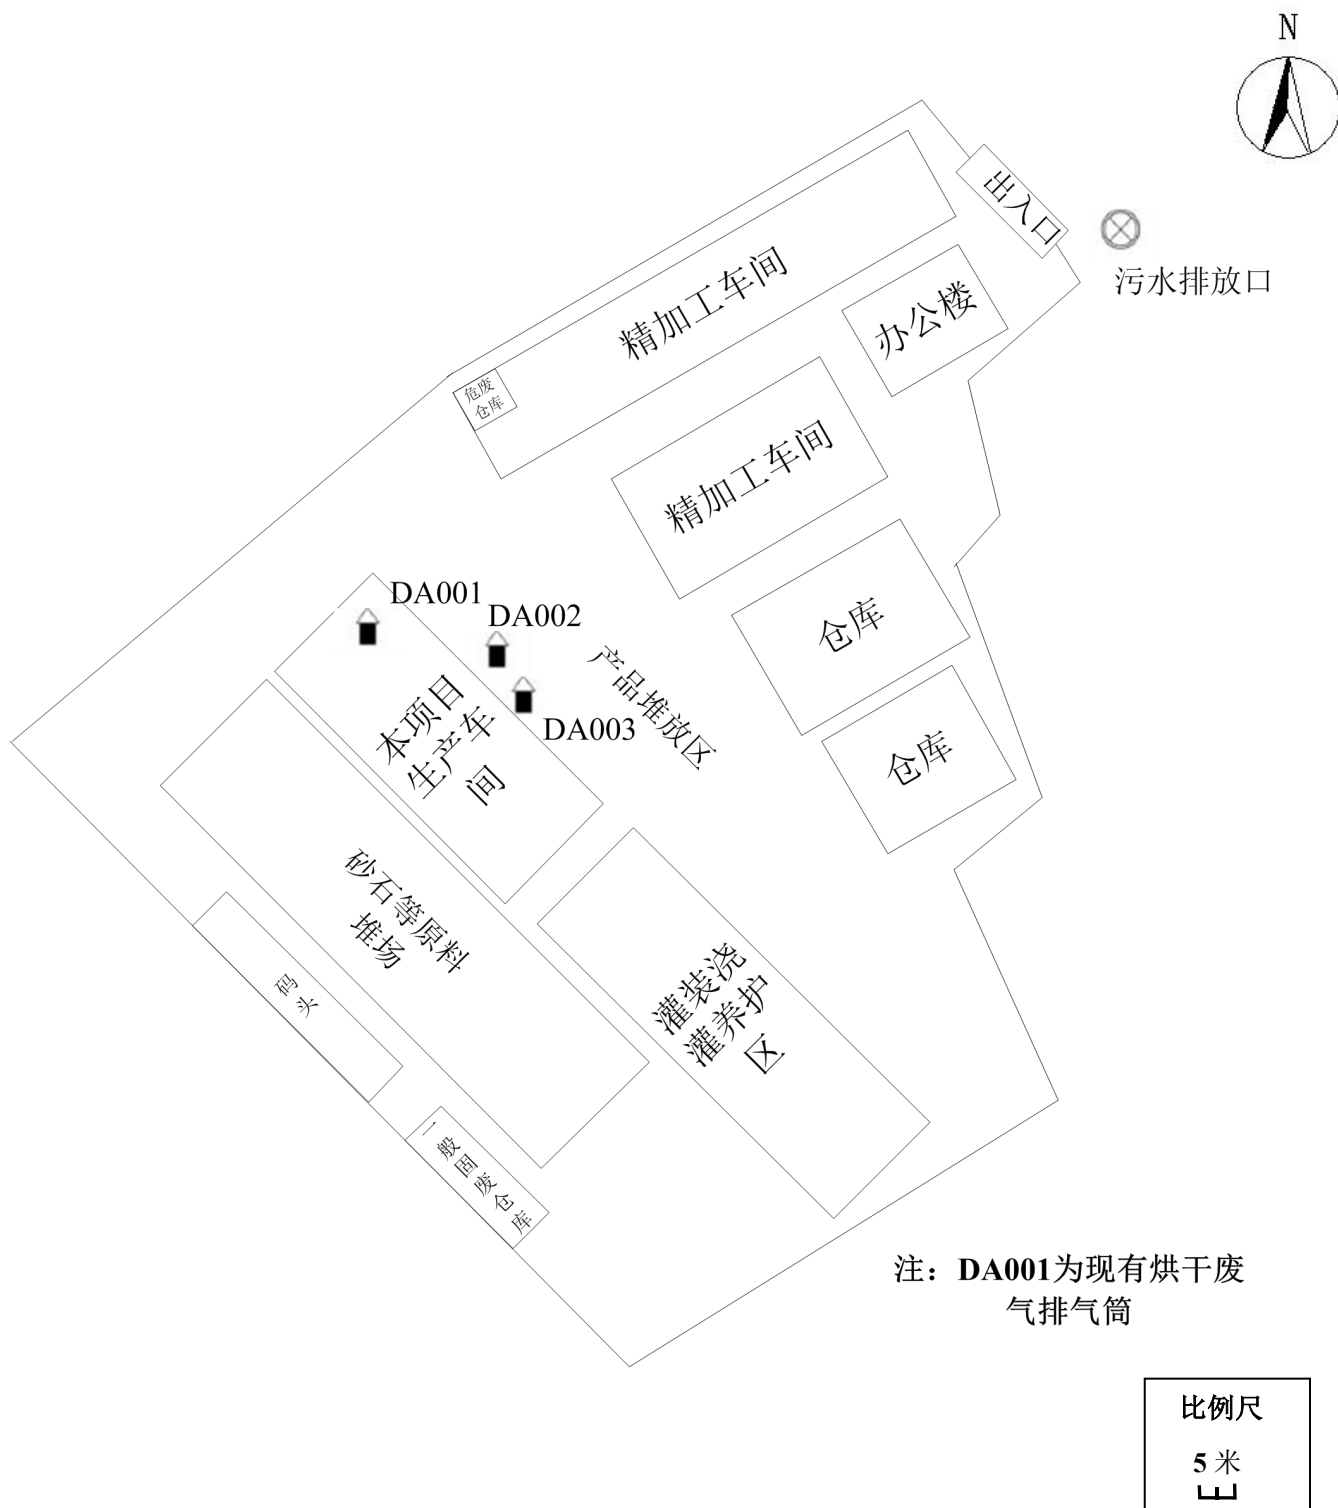 N
出入口
污水排放口
精加工车间
办公楼
危废
仓库
精加工车间
仓库
仓库
DA001
DA002
DA003
产品堆放区
本项目
生产车
间
砂石等原料
堆场
码
头
灌装浇
灌养护
区
一般固废仓库
注：DA001为现有烘干废
气排气筒
比例尺
5 米